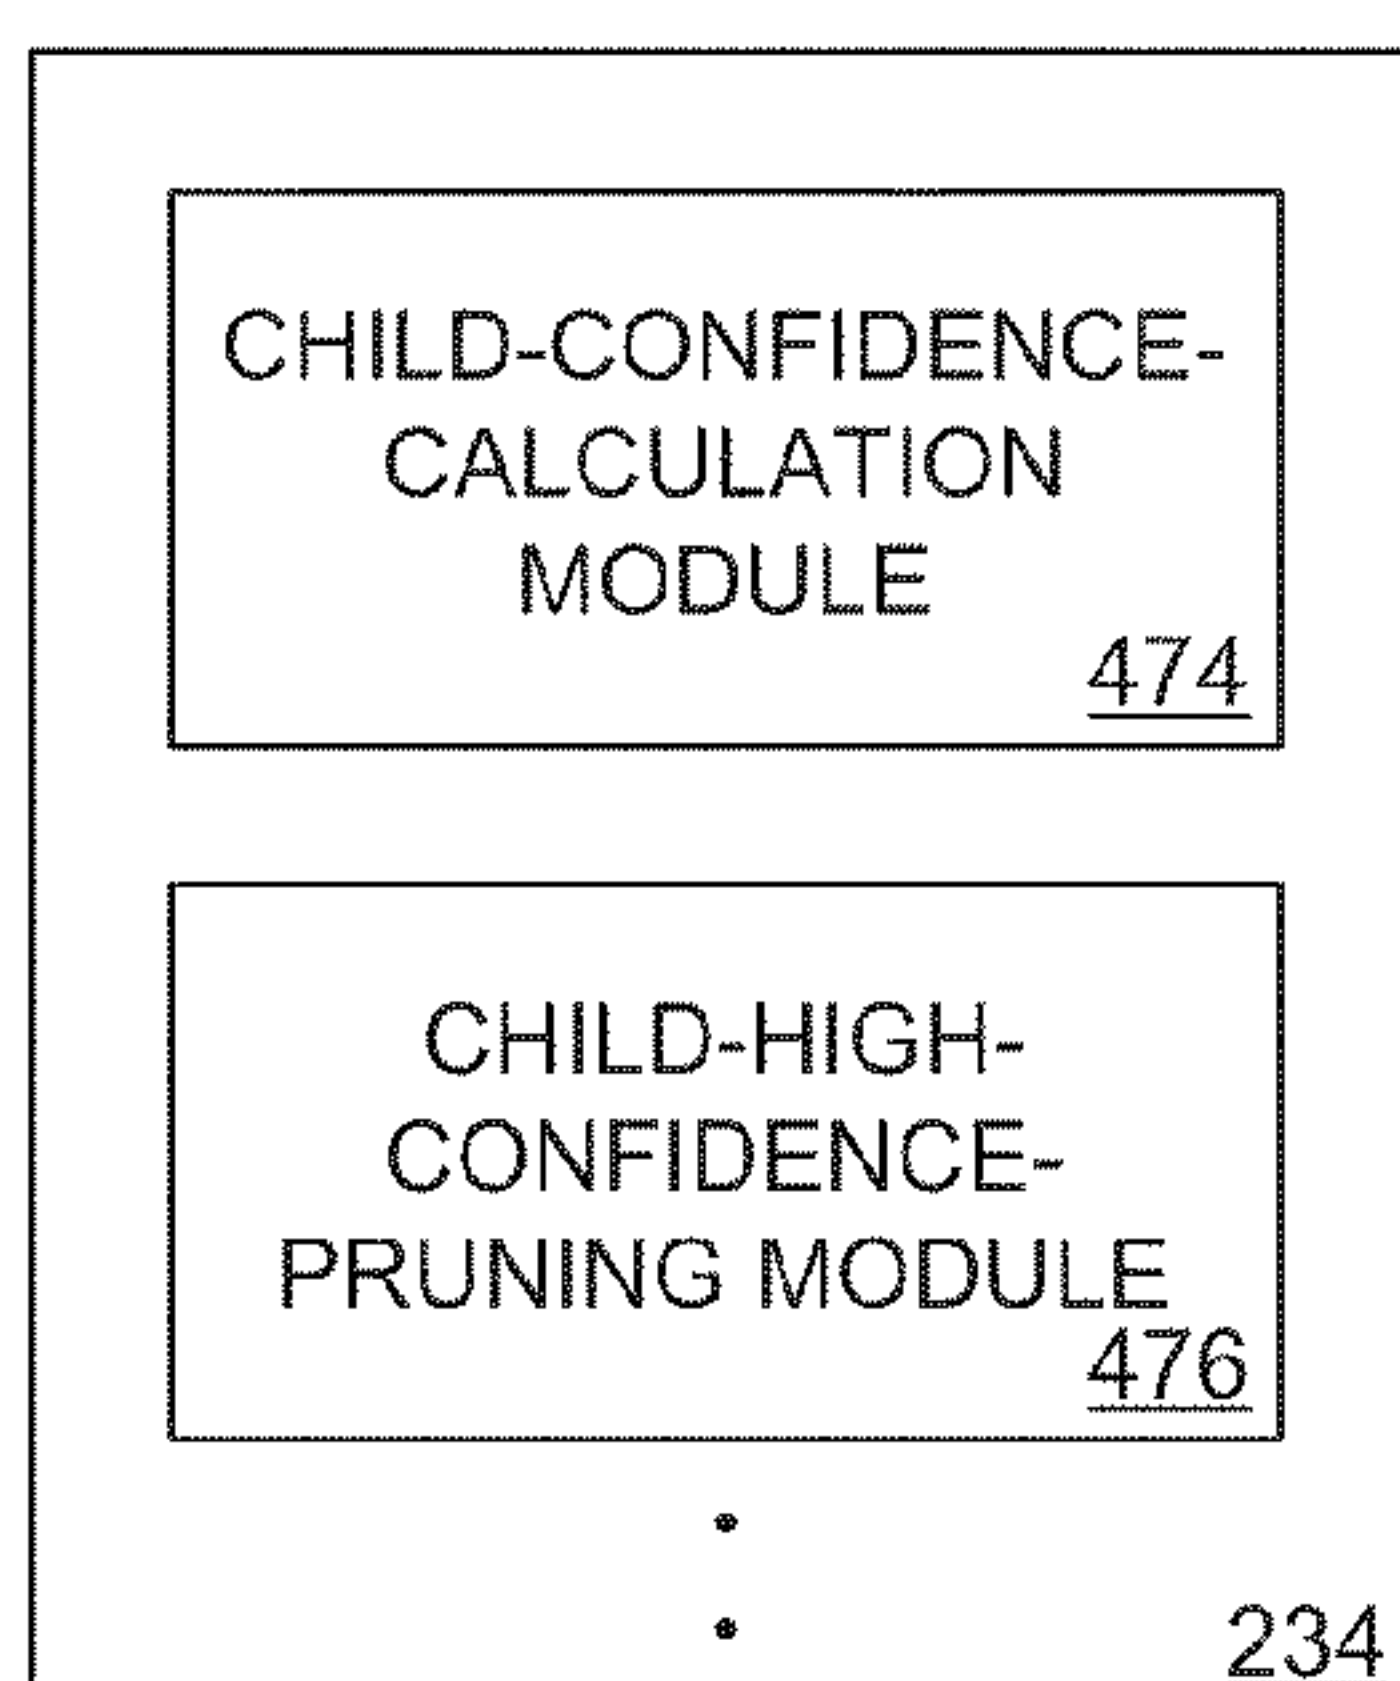 CHILD-CONFIDENCE-
CALCULATION
MODULE
474
CHILD-HIGH-
CONFIDENCE-
PRUNING MODULE
476
234